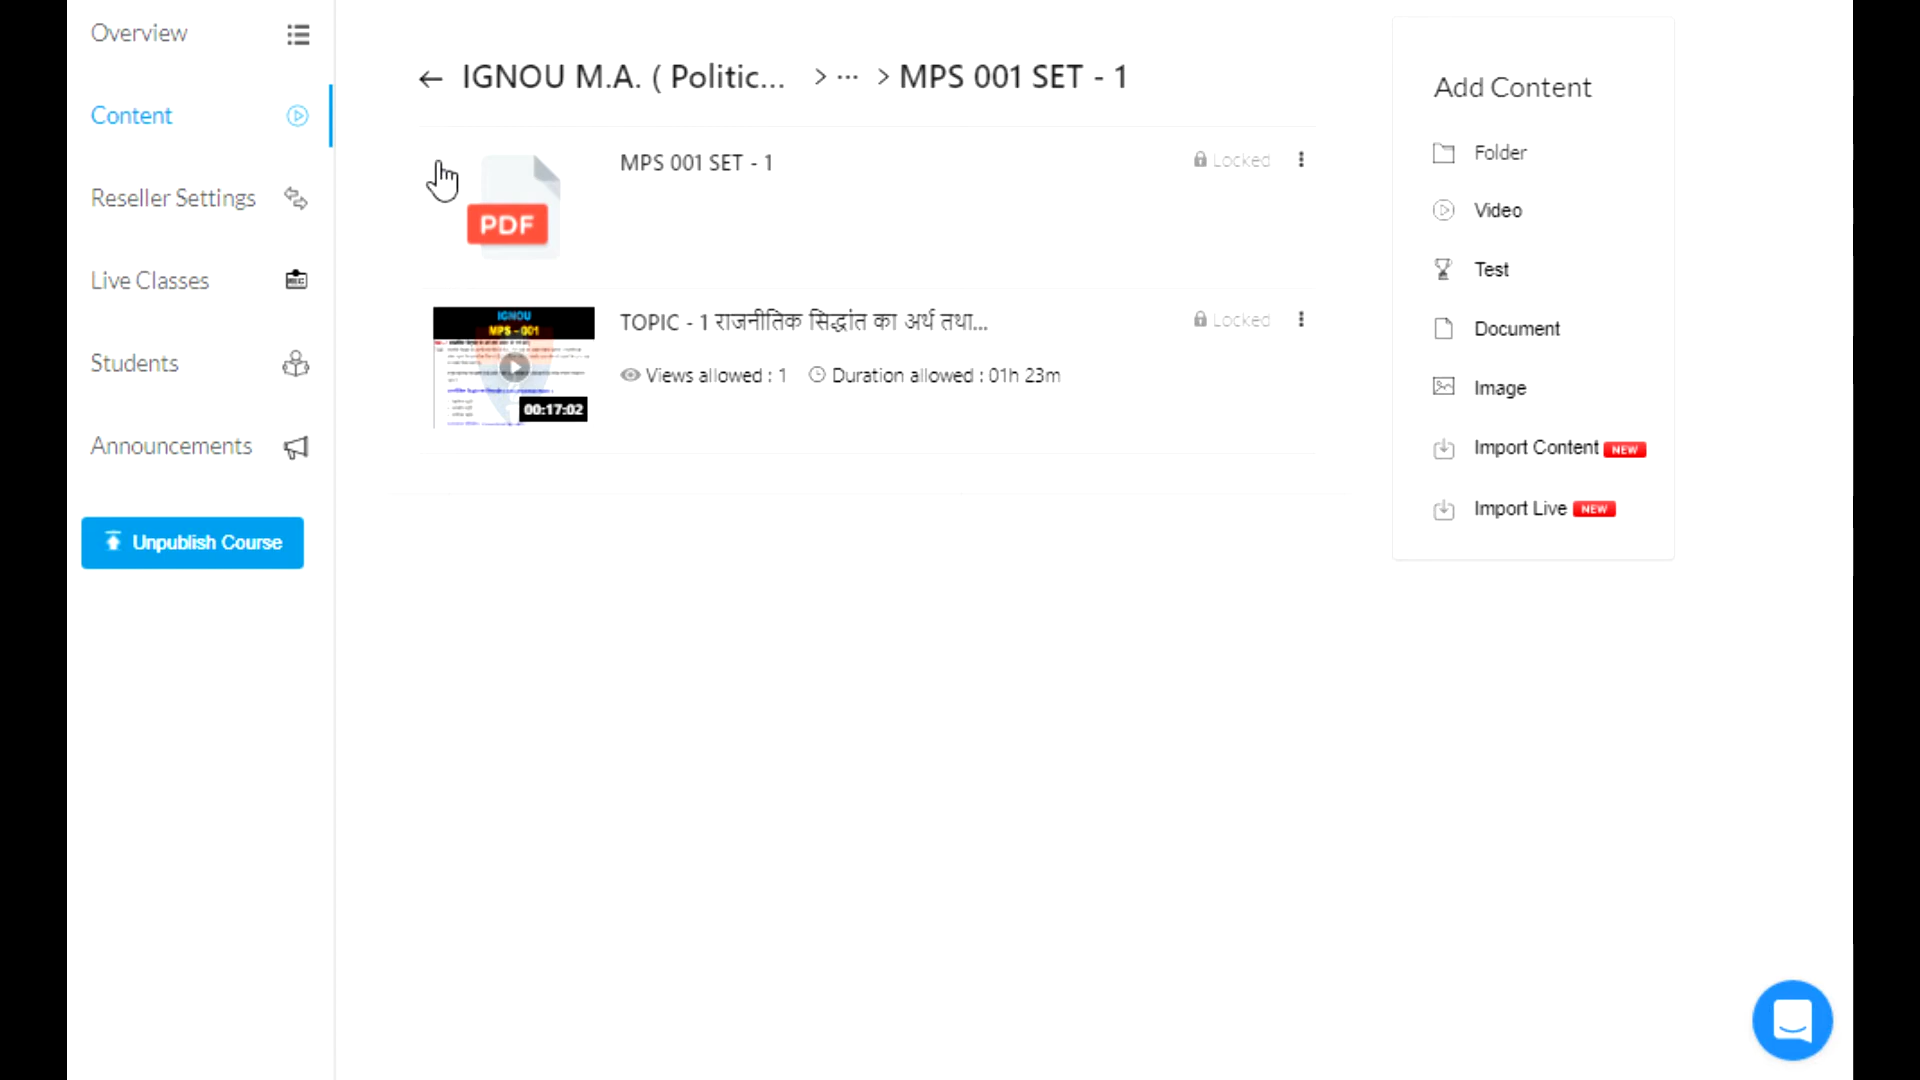 Overview
Content
Reseller Settings
Live Classes
REC
Students
Announcements
Unpublish Course
IGNOU M.A. ( Politic... > ··· > MPS 001 SET - 1
MPS 001 SET - 1
Locked
PDF
TOPIC - 1 राजनीतिक सिद्धांत का अर्थ तथा...
Locked
Views allowed : 1 Duration allowed : 01h 23m
IGNOU
MPS - 001
00:17:02
Add Content
Folder
Video
Test
Document
Image
Import Content NEW
Import Live NEW